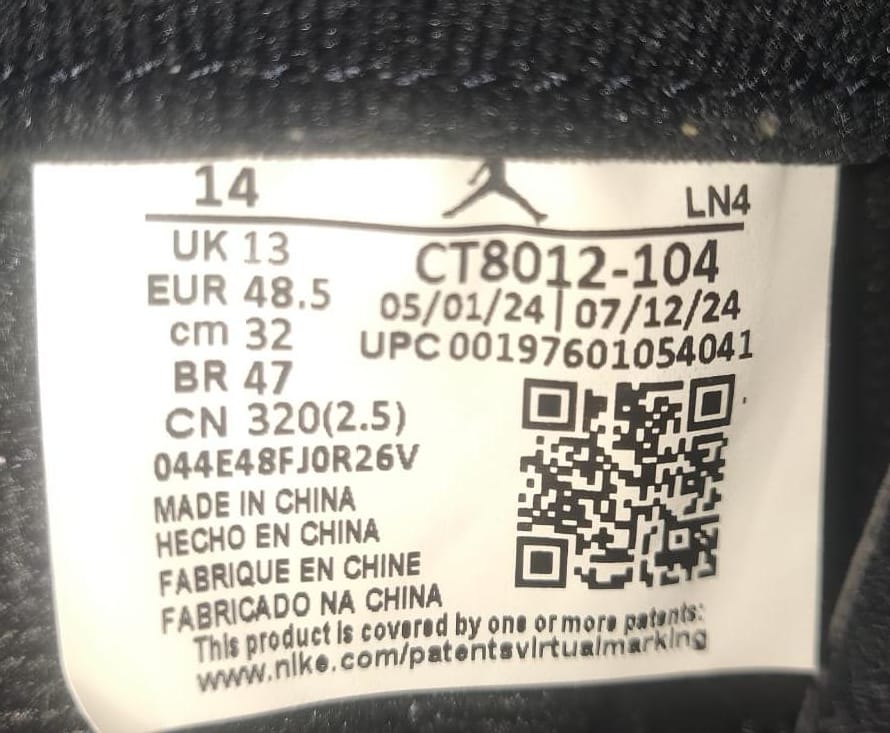 14
LN4
UK 13
EUR 48.5
cm 32
BR 47
CN 320(2.5)
044E48FJ0R26V
CT8012-104
05/01/24 | 07/12/24
UPC 00197601054041
MADE IN CHINA
HECHO EN CHINA
FABRIQUE EN CHINE
FABRICADO NA CHINA
This product is covered by one or more patents:
www.nike.com/patentsvirtualmarking